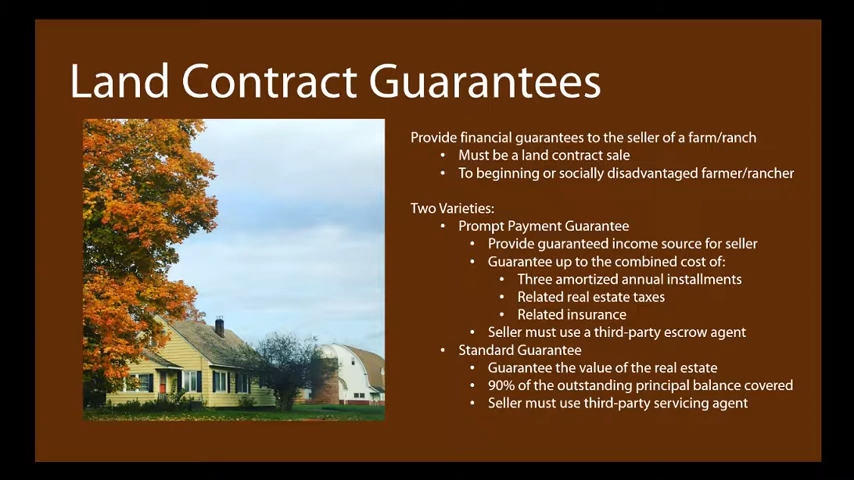 Land Contract Guarantees
Provide financial guarantees to the seller of a farm/ranch
• Must be a land contract sale
• To beginning or socially disadvantaged farmer/rancher
Two Varieties:
• Prompt Payment Guarantee
• Provide guaranteed income source for seller
• Guarantee up to the combined cost of:
• Three amortized annual installments
• Related real estate taxes
• Related insurance
• Seller must use a third-party escrow agent
• Standard Guarantee
• Guarantee the value of the real estate
• 90% of the outstanding principal balance covered
• Seller must use third-party servicing agent